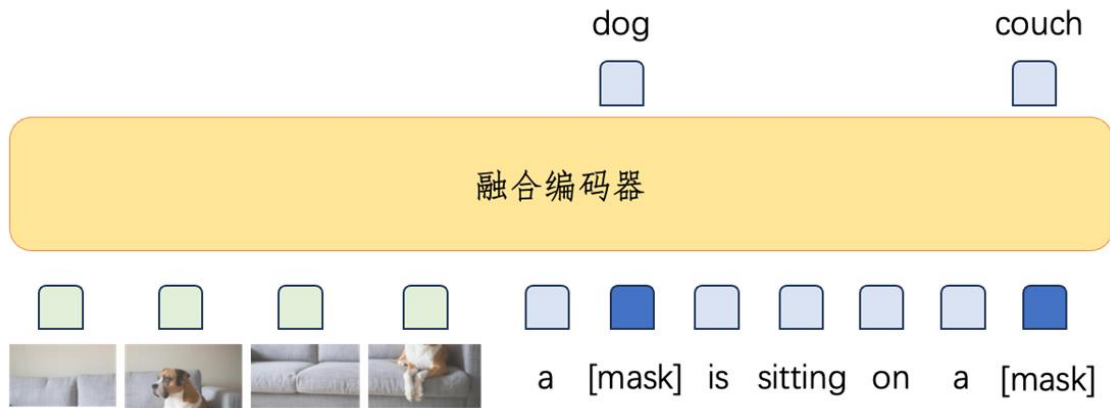 dog couch
融合编码器
a [mask] is sitting on a [mask]